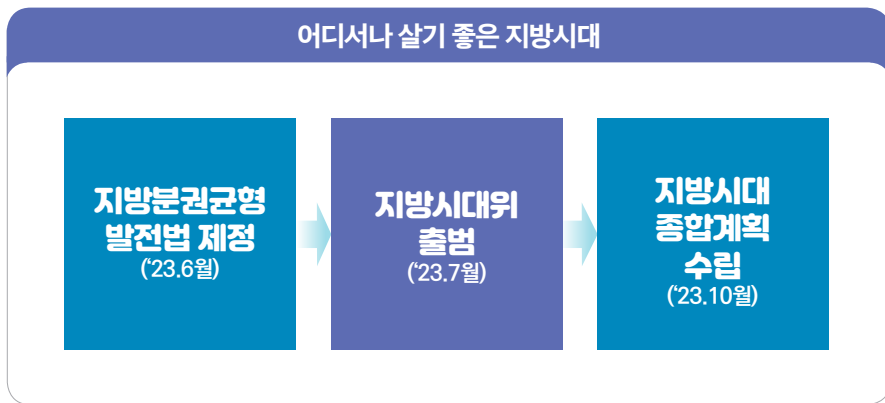 어디서나 살기 좋은 지방시대
지방분권균형
발전법 제정
(‘23.6월)
지방시대위
출범
(‘23.7월)
지방시대
종합계획
수립
(‘23.10월)